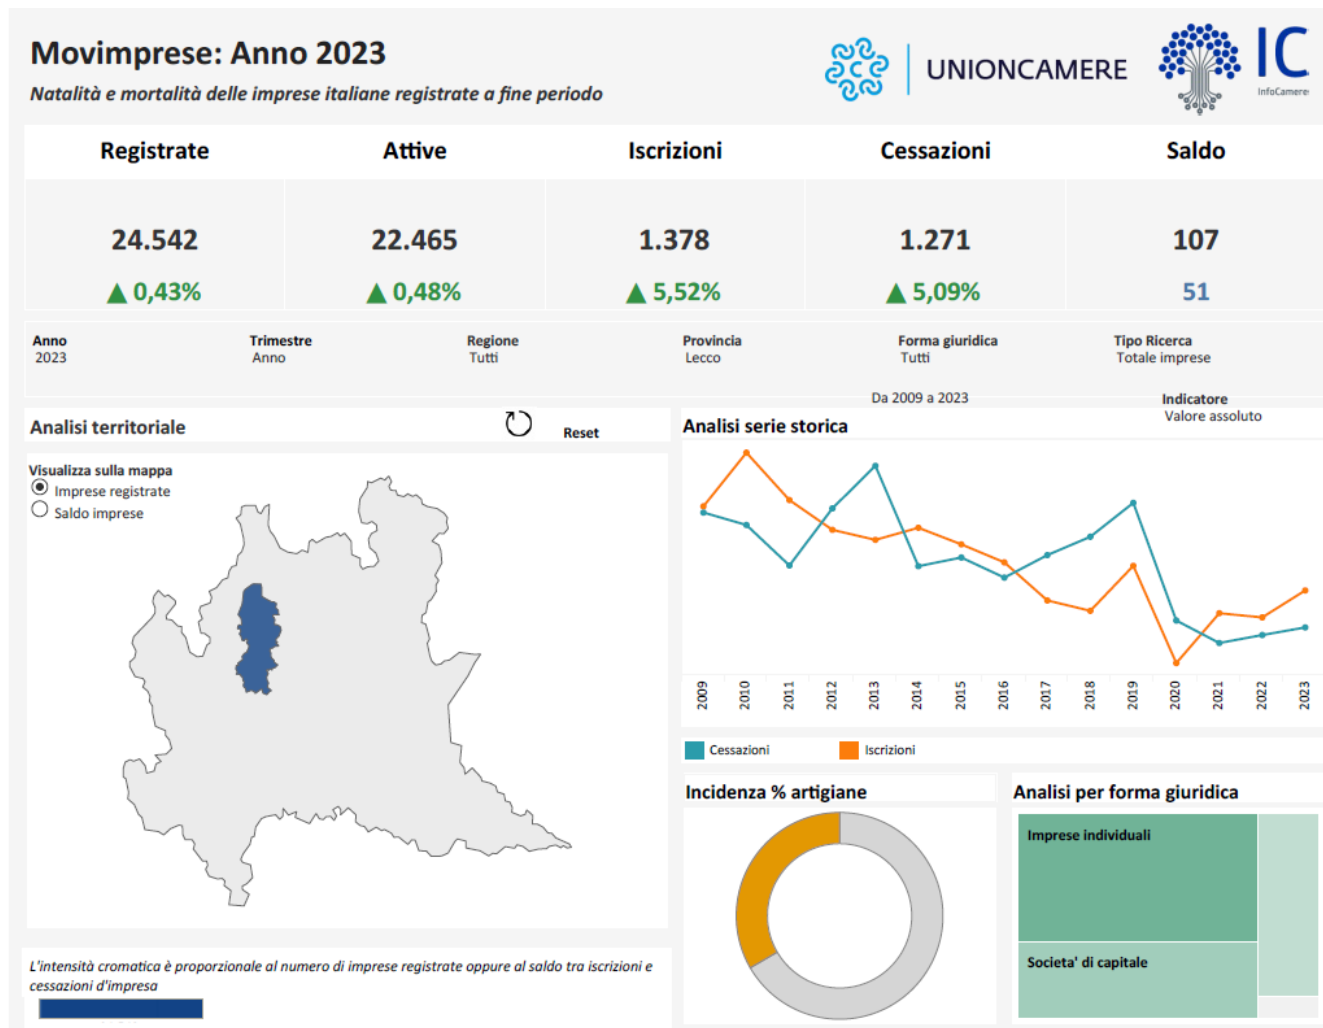 Movimprese: Anno 2023
Natalità e mortalità delle imprese italiane registrate a fine periodo
UNIONCAMERE
IC
InfoCamere
Registrate
Attive
Iscrizioni
Cessazioni
Saldo
24.542
22.465
1.378
1.271
107
▲ 0,43%
▲ 0,48%
▲ 5,52%
▲ 5,09%
51
Anno
2023
Trimestre
Anno
Regione
Tutti
Provincia
Lecco
Forma giuridica
Tutti
Tipo Ricerca
Totale imprese
Da 2009 a 2023
Indicatore
Valore assoluto
Analisi territoriale
Reset
Visualizza sulla mappa
Imprese registrate
Saldo imprese
L'intensità cromatica è proporzionale al numero di imprese registrate oppure al saldo tra iscrizioni e
cessazioni d'impresa
Analisi serie storica
2009
2010
2011
2012
2013
2014
2015
2016
2017
2018
2019
2020
2021
2022
2023
Cessazioni
Iscrizioni
Incidenza % artigiane
Analisi per forma giuridica
Imprese individuali
Societa' di capitale